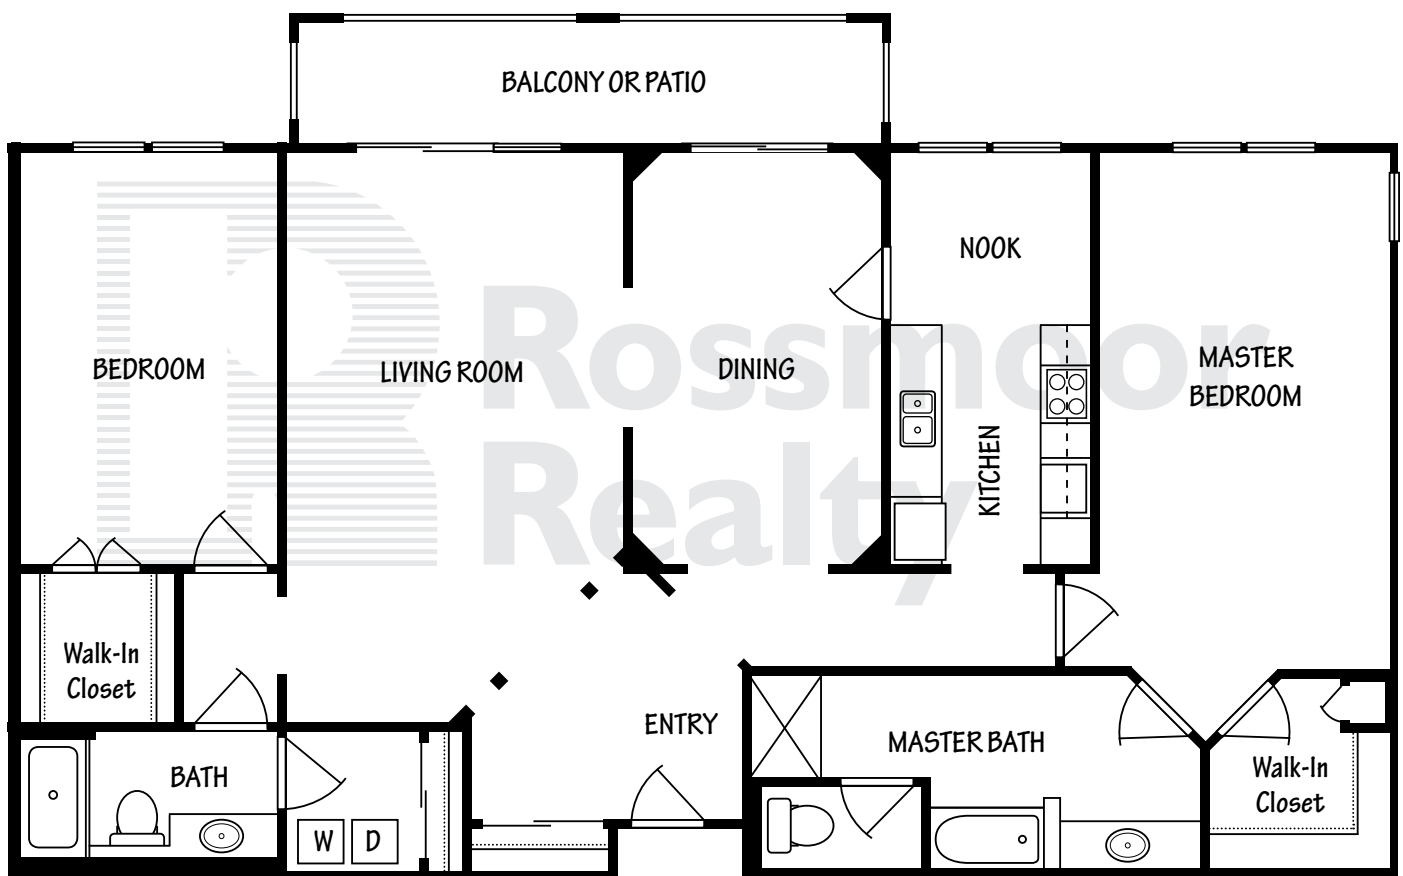 BALCONY OR PATIO
NOOK
BEDROOM
LIVING ROOM
DINING
MASTER
BEDROOM
Rossmoor
Realty
KITCHEN
Walk-In
Closet
ENTRY
MASTER BATH
BATH
Walk-In
Closet
W
D